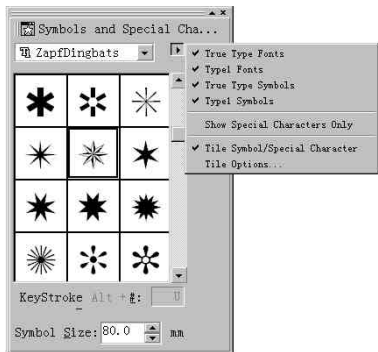 Symbols and Special Cha...
ZapfDingbats
True Type Fonts
Type1 Fonts
True Type Symbols
Type1 Symbols
Show Special Characters Only
Tile Symbol/Special Character
Tile Options...
KeyStroke Alt + #: U
Symbol Size: 80.0 mm